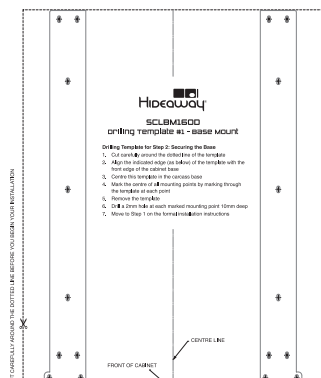 HIDEAWAY
SCLBM160D
Drilling Template #1 - Base Mount
Drilling Template for Step 2: Securing the Base
1. Cut carefully around the dotted line of the template
2. Align the indicated edge (as below) of the template with the
front edge of the cabinet base
3. Centre this template in the carcass base
4. Mark the centre of all mounting points by marking through
the template at each point
5. Remove the template
6. Drill a 2mm hole at each marked mounting point 10mm deep
7. Move to Step 1 on the formal installation instructions
CENTRE LINE
FRONT OF CABINET
CAREFULLY AROUND THE DOTTED LINE BEFORE YOU BEGIN YOUR INSTALLATION